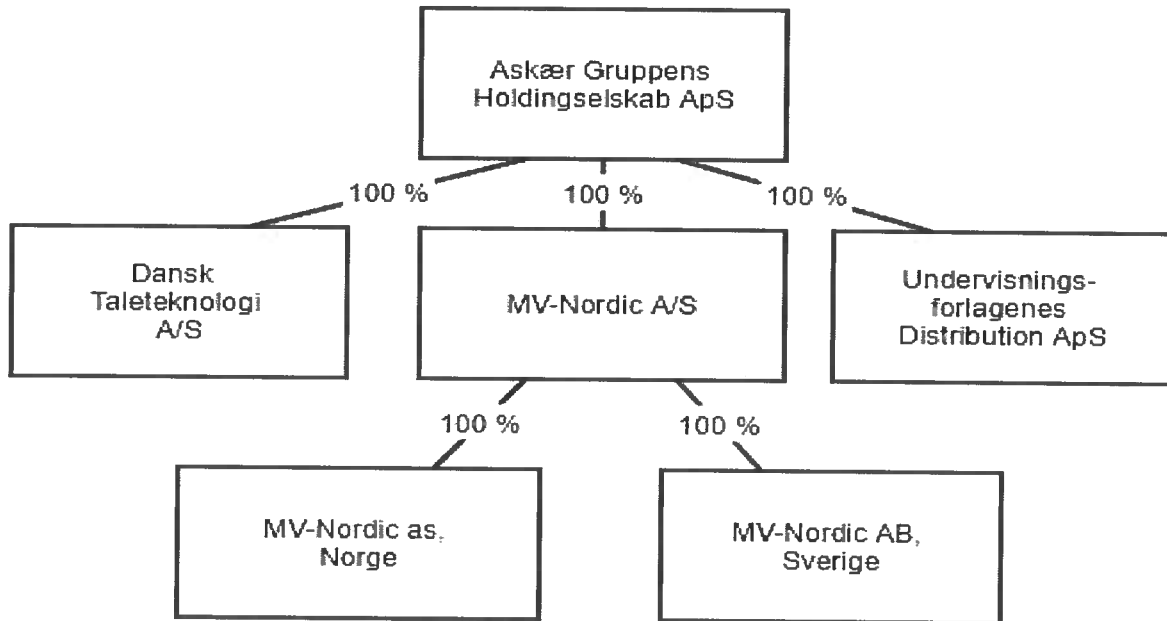 Askær Gruppens
Holdingselskab ApS
100 %
100 %
100 %
Dansk
Taleteknologi
A/S
MV-Nordic A/S
Undervisnings-
forlagenes
Distribution ApS
100 %
100 %
MV-Nordic as,
Norge
MV-Nordic AB,
Sverige